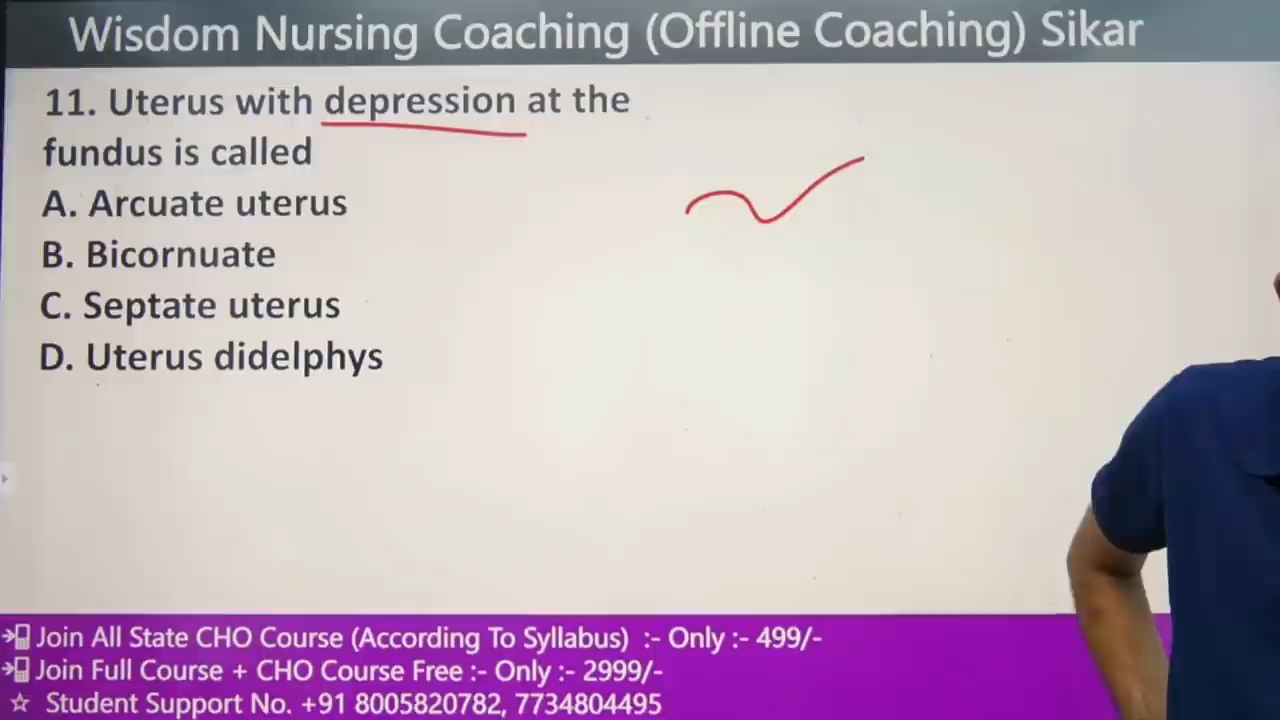 Wisdom Nursing Coaching (Offline Coaching) Sikar
11. Uterus with depression at the
fundus is called
A. Arcuate uterus
B. Bicornuate
C. Septate uterus
D. Uterus didelphys
Join All State CHO Course (According To Syllabus) :- Only :- 499/-
Join Full Course + CHO Course Free :- Only :- 2999/-
☆ Student Support No. +91 8005820782, 7734804495